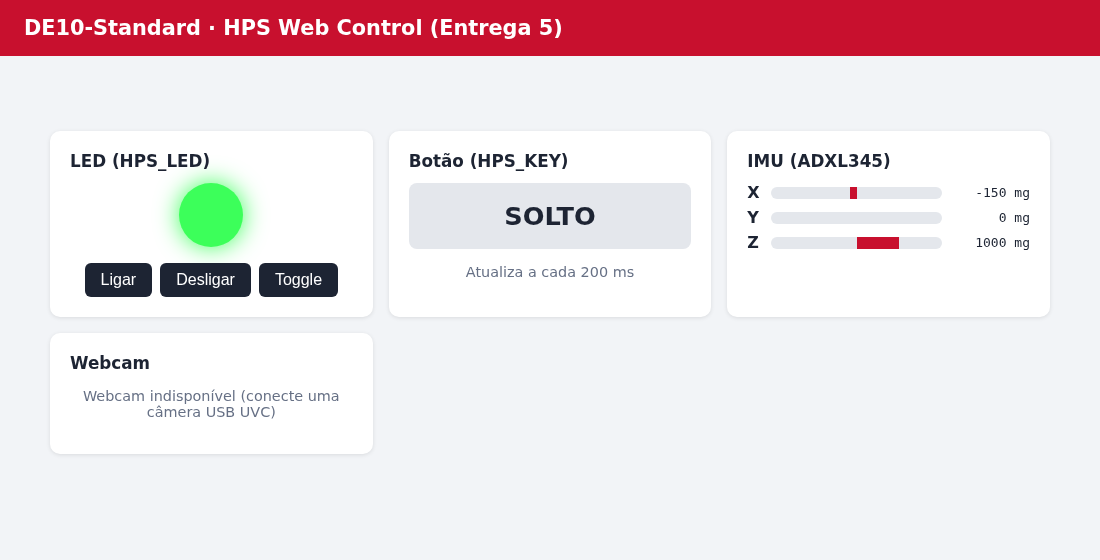 DE10-Standard · HPS Web Control (Entrega 5)
LED (HPS_LED)
Ligar Desligar Toggle
Botão (HPS_KEY)
SOLTO
Atualiza a cada 200 ms
IMU (ADXL345)
X -150 mg
Y 0 mg
Z 1000 mg
Webcam
Webcam indisponível (conecte uma
câmera USB UVC)